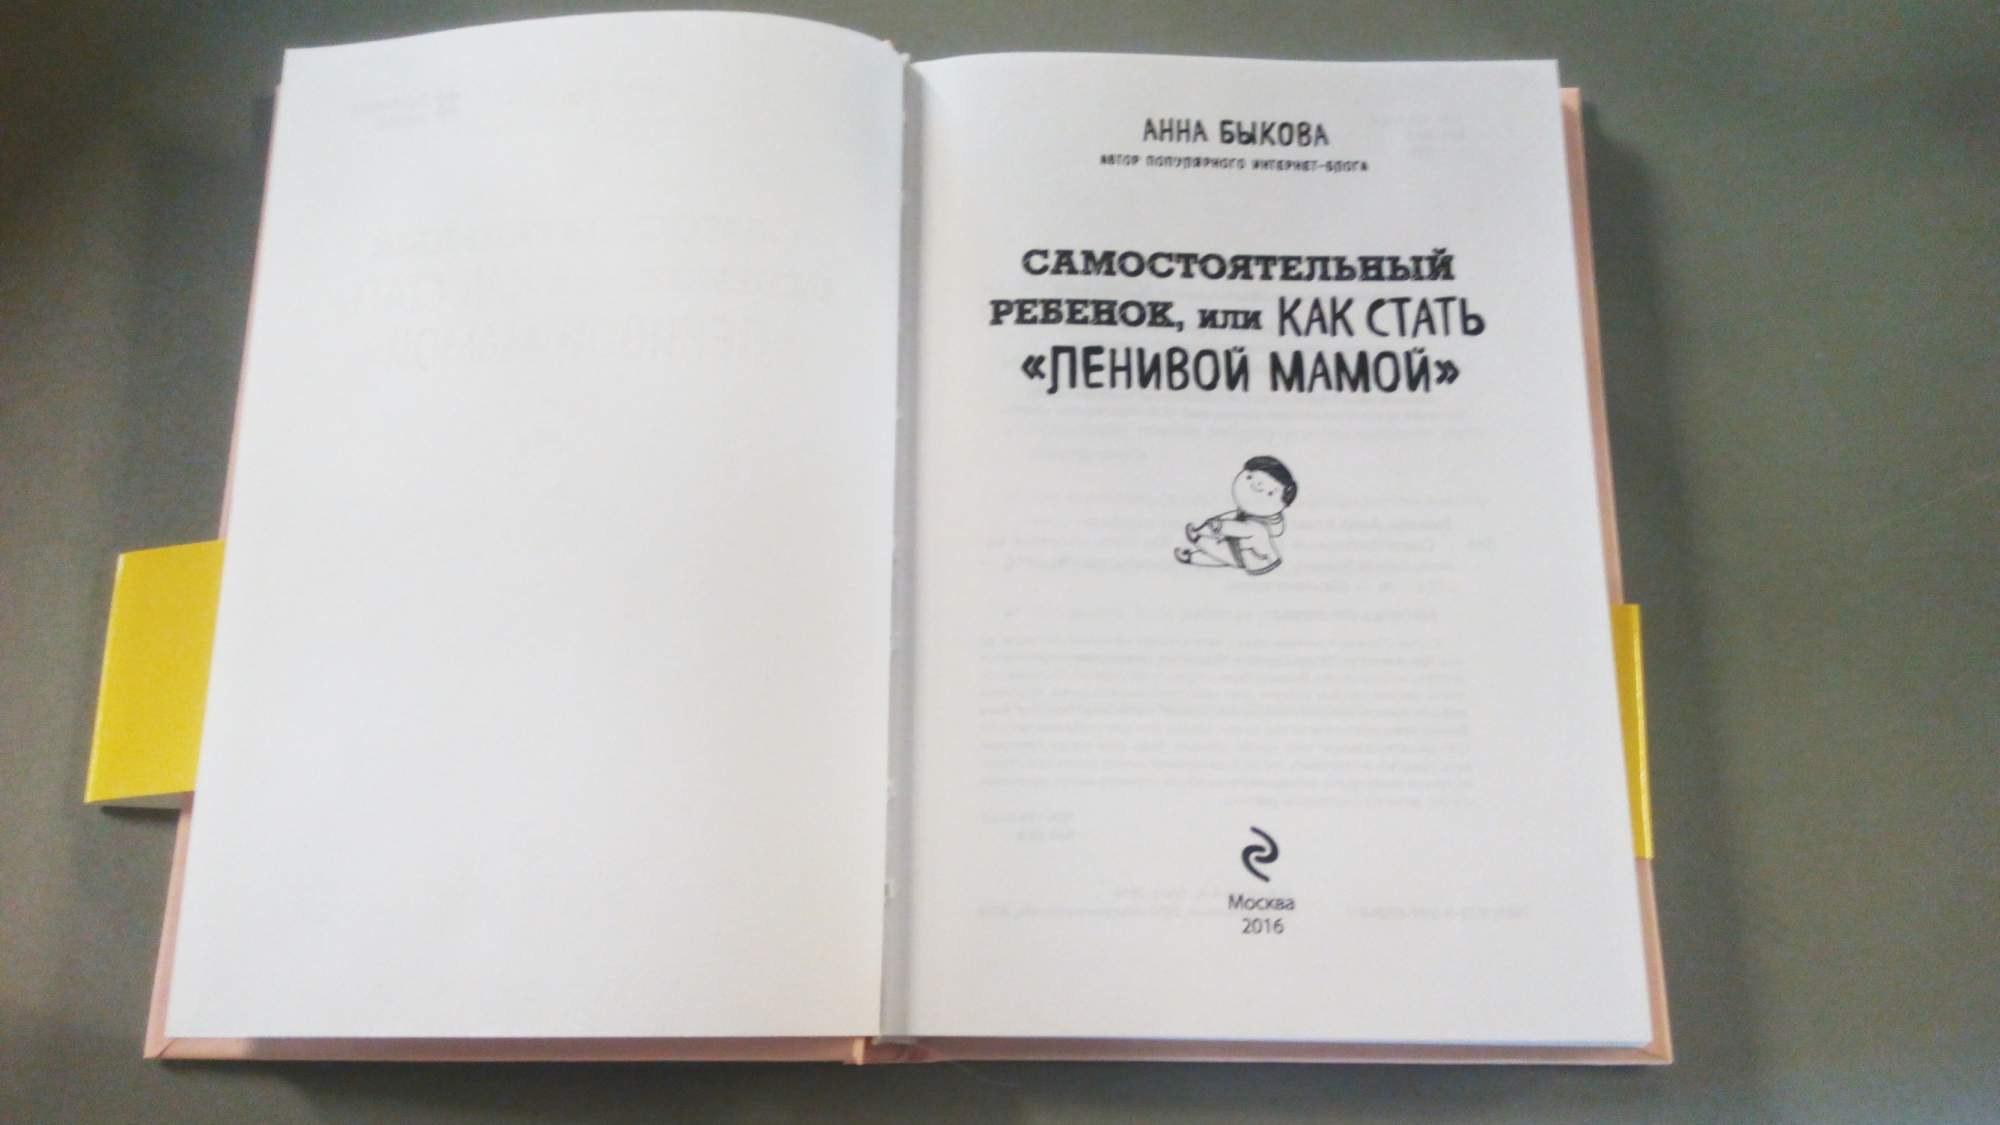 АННА БЫКОВА
АВТОР ПОПУЛЯРНОГО ИНТЕРНЕТ-БЛОГА
САМОСТОЯТЕЛЬНЫЙ
РЕБЕНОК, или КАК СТАТЬ
«ЛЕНИВОЙ МАМОЙ»
Москва
2016